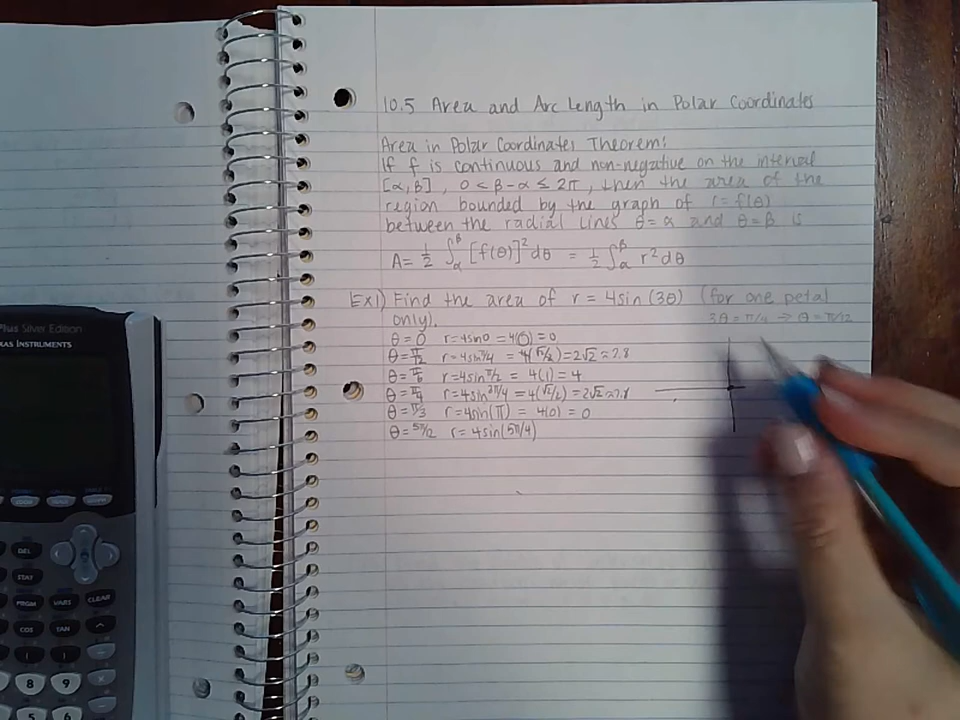 10.5 Area and Arc Length in Polar Coordinates
Area in Polar Coordinates Theorem:
If f is continuous and non-negative on the interval
[α,β], 0 < β-α ≤ 2π, then the area of the
region bounded by the graph of r = f(θ)
between the radial lines θ=α and θ=β is
A= 1/2 ∫_α^β [f(θ)]² dθ = 1/2 ∫_α^β r² dθ
Ex1) Find the area of r = 4sin(3θ) (for one petal
only).
3θ=π/4 → θ=π/12
θ=0 r=4sin0 = 4(0)=0
θ=π/12 r=4sinπ/4 = 4(√2/2)=2√2≈2.8
θ=π/6 r=4sinπ/2 = 4(1)=4
θ=π/4 r=4sin3π/4 = 4(√2/2)=2√2≈2.8
θ=π/3 r=4sin(π) = 4(0)=0
θ=5π/12 r=4sin(5π/4)
Plus Silver Edition
TEXAS INSTRUMENTS
DEL
STAT
PRGM VARS CLEAR
COS TAN ^
( )
8 9
5 6